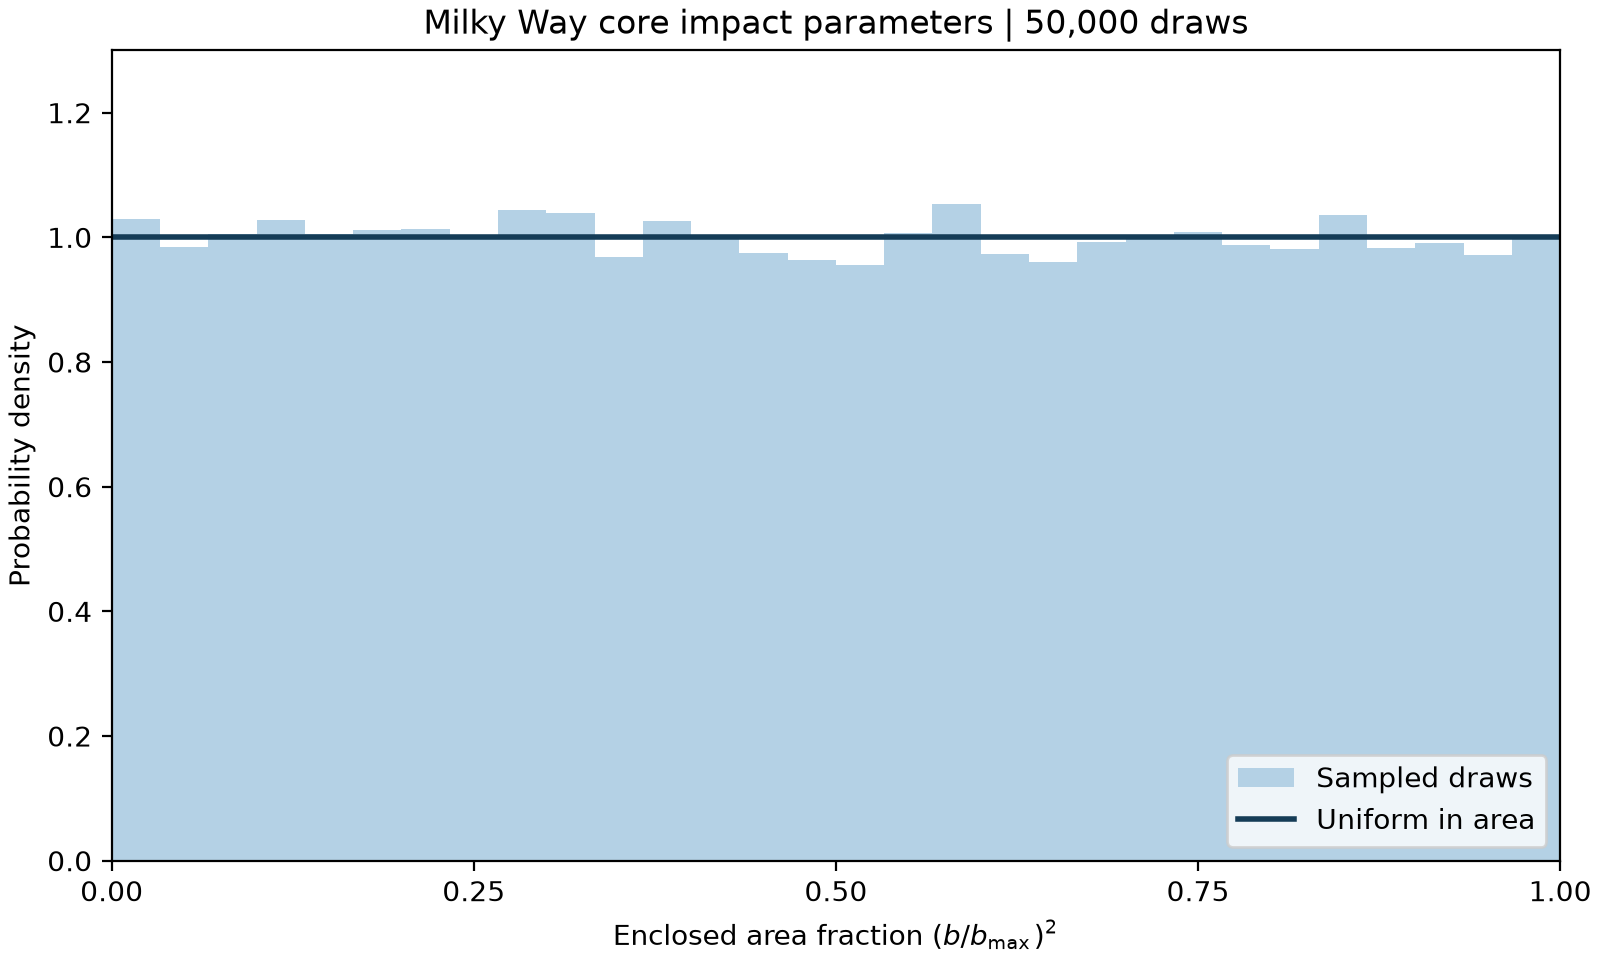 Milky Way core impact parameters | 50,000 draws
Probability density
1.2
1.0
0.8
0.6
0.4
0.2
0.0
0.00 0.25 0.50 0.75 1.00
Enclosed area fraction (b/b_max)²
Sampled draws
Uniform in area